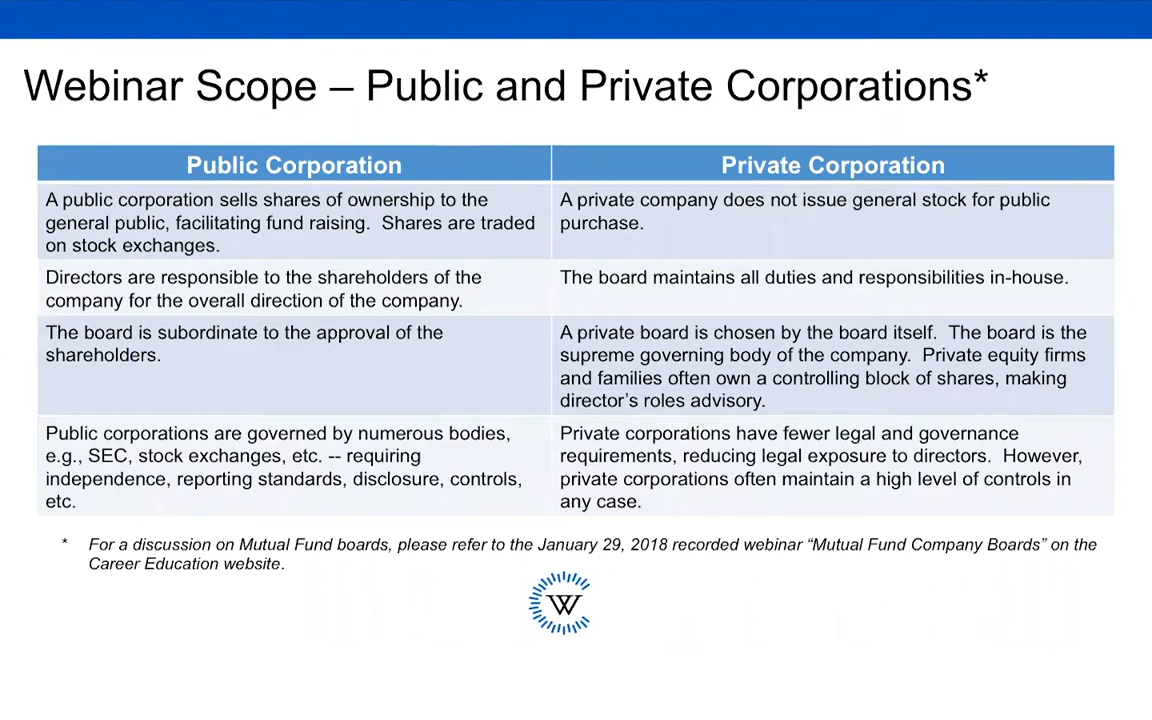 Webinar Scope – Public and Private Corporations*
Public Corporation
Private Corporation
A public corporation sells shares of ownership to the
general public, facilitating fund raising.  Shares are traded
on stock exchanges.
A private company does not issue general stock for public
purchase.
Directors are responsible to the shareholders of the
company for the overall direction of the company.
The board maintains all duties and responsibilities in-house.
The board is subordinate to the approval of the
shareholders.
A private board is chosen by the board itself.  The board is the
supreme governing body of the company.  Private equity firms
and families often own a controlling block of shares, making
director’s roles advisory.
Public corporations are governed by numerous bodies,
e.g., SEC, stock exchanges, etc. -- requiring
independence, reporting standards, disclosure, controls,
etc.
Private corporations have fewer legal and governance
requirements, reducing legal exposure to directors.  However,
private corporations often maintain a high level of controls in
any case.
* For a discussion on Mutual Fund boards, please refer to the January 29, 2018 recorded webinar “Mutual Fund Company Boards” on the
Career Education website.
W